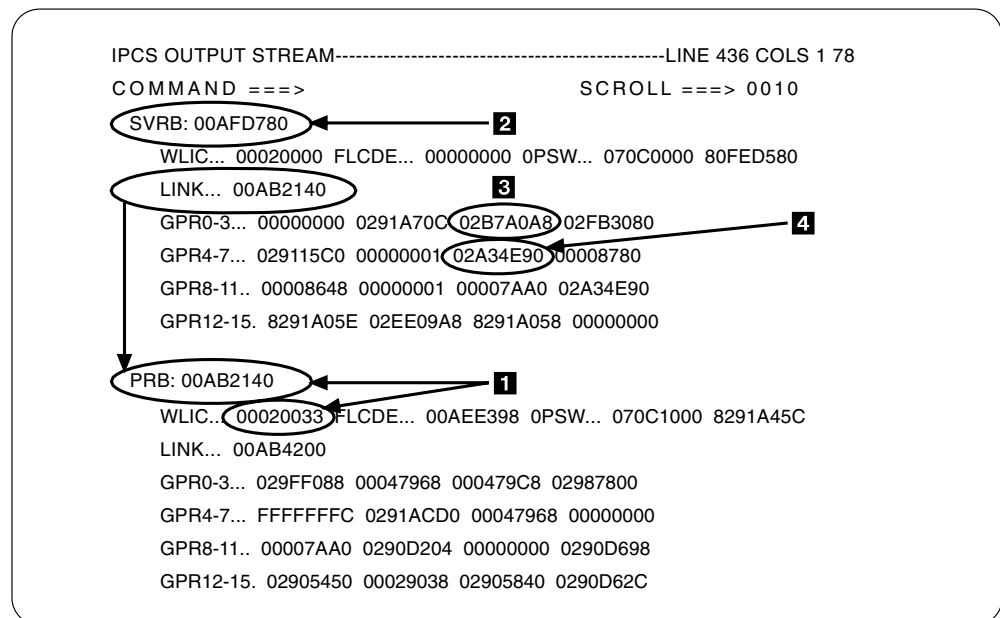 IPCS OUTPUT STREAM------------------------------------------------LINE 436 COLS 1 78
COMMAND ===> SCROLL ===> 0010
SVRB: 00AFD780 2
WLIC... 00020000 FLCDE... 00000000 0PSW... 070C0000 80FED580
LINK... 00AB2140 3
GPR0-3... 00000000 0291A70C 02B7A0A8 02FB3080 4
GPR4-7... 029115C0 00000001 02A34E90 00008780
GPR8-11.. 00008648 00000001 00007AA0 02A34E90
GPR12-15. 8291A05E 02EE09A8 8291A058 00000000
PRB: 00AB2140 1
WLIC... 00020033 FLCDE... 00AEE398 0PSW... 070C1000 8291A45C
LINK... 00AB4200
GPR0-3... 029FF088 00047968 000479C8 02987800
GPR4-7... FFFFFFFC 0291ACD0 00047968 00000000
GPR8-11.. 00007AA0 0290D204 00000000 0290D698
GPR12-15. 02905450 00029038 02905840 0290D62C